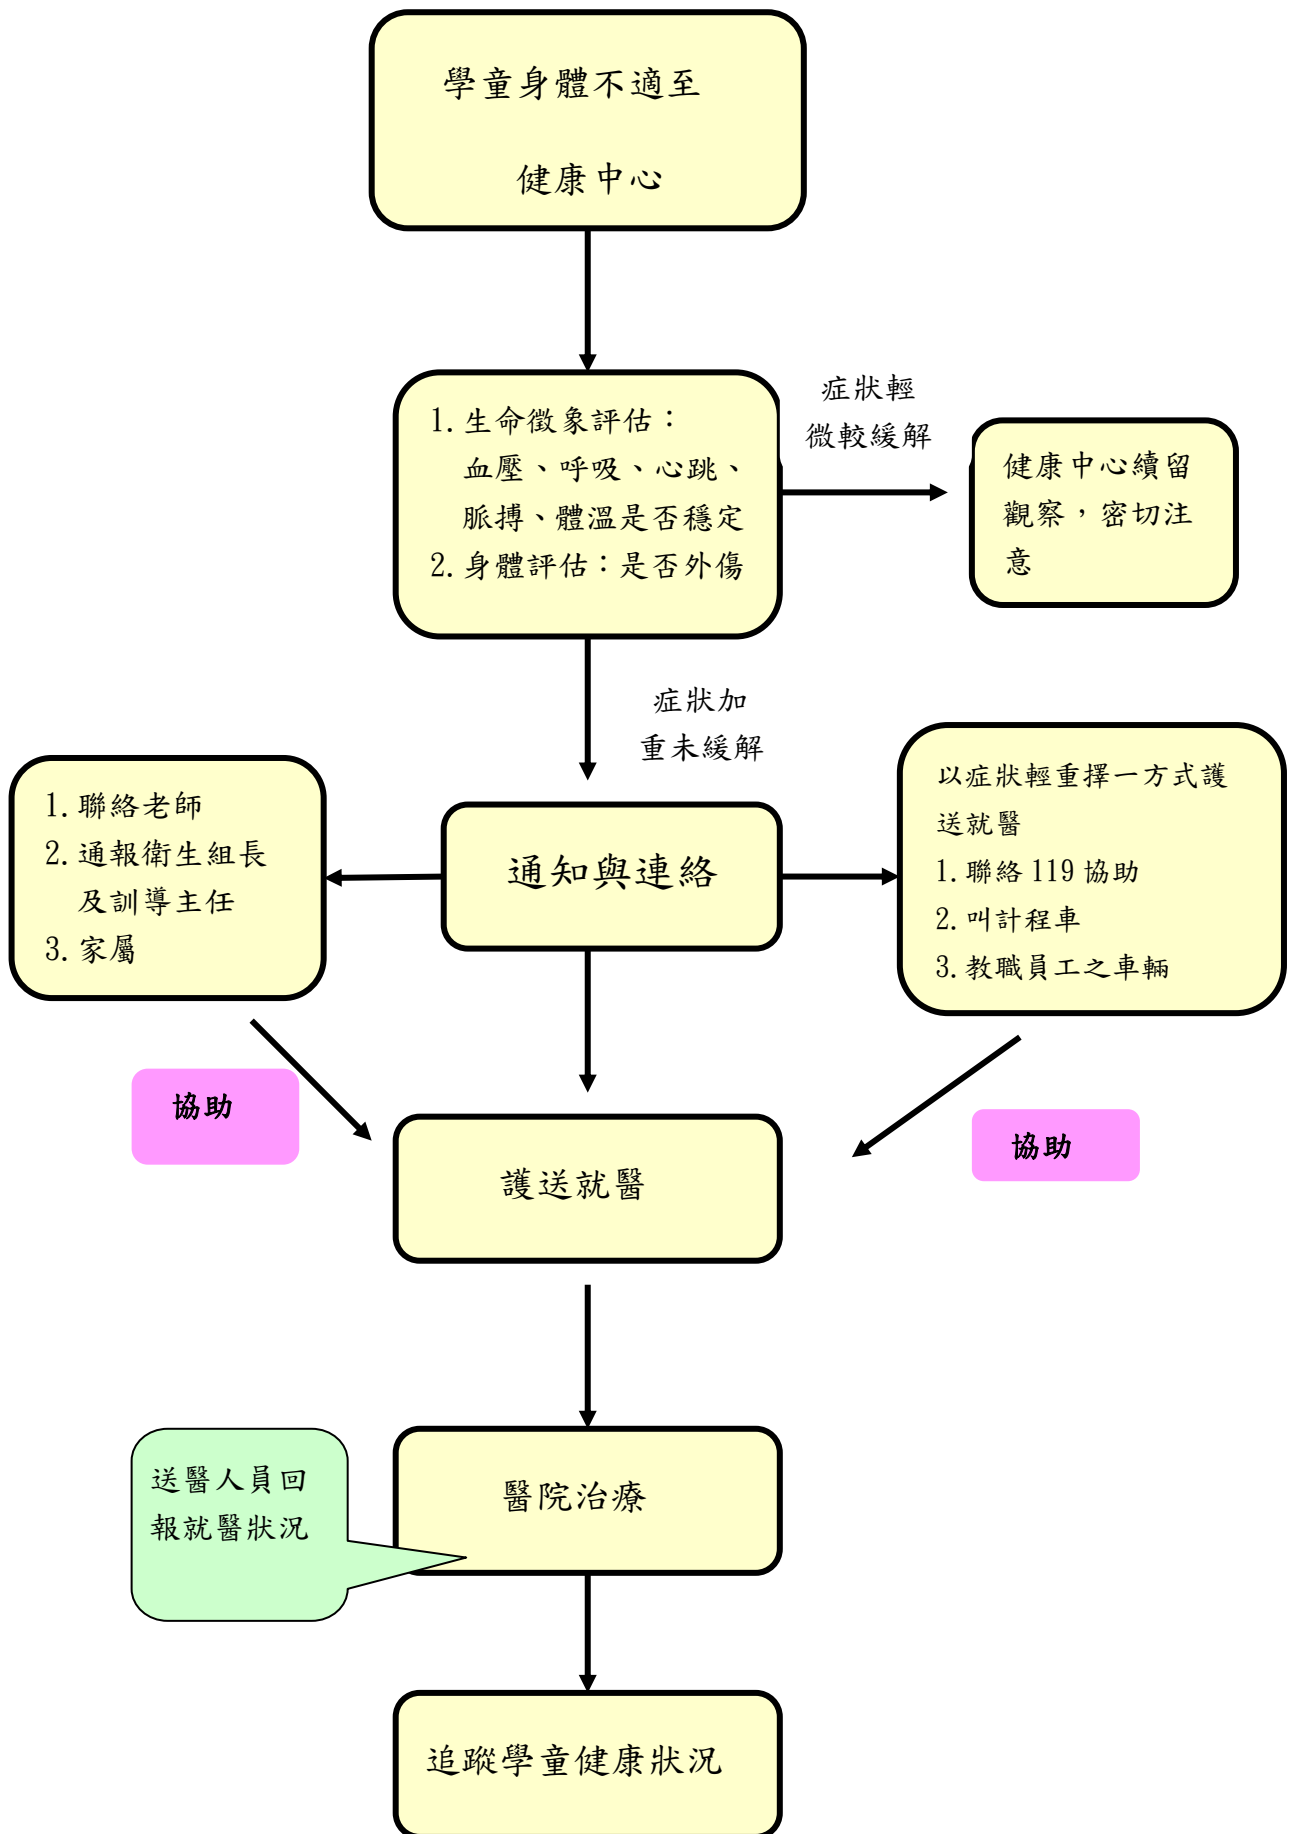 學童身體不適至
健康中心
1.生命徵象評估：
血壓、呼吸、心跳、
脈搏、體溫是否穩定
2.身體評估：是否外傷
症狀輕
微較緩解
健康中心續留
觀察，密切注
意
症狀加
重未緩解
1.聯絡老師
2.通報衛生組長
及訓導主任
3.家屬
通知與連絡
以症狀輕重擇一方式護
送就醫
1.聯絡119協助
2.叫計程車
3.教職員工之車輛
協助
協助
護送就醫
送醫人員回
報就醫狀況
醫院治療
追蹤學童健康狀況